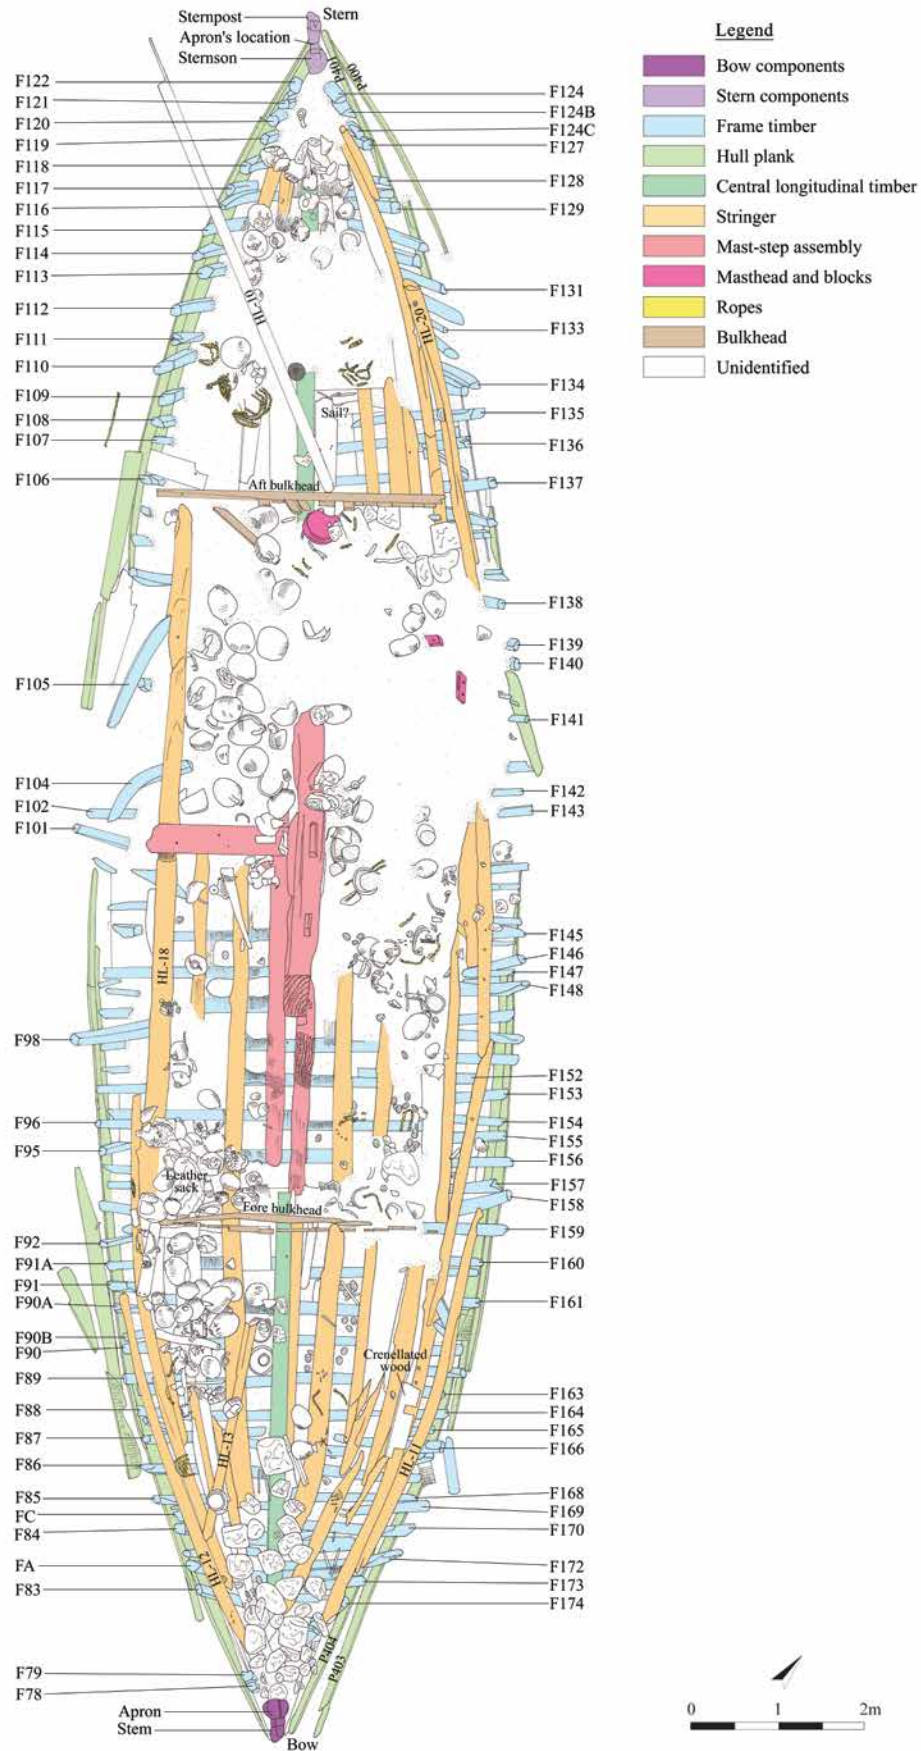 Sternpost
Stern
Apron's location
Sternson
P401
P400
F122
F121
F120
F119
F118
F117
F116
F115
F114
F113
F112
F111
F110
F109
F108
F107
F106
F105
F104
F102
F101
F98
F96
F95
F92
F91A
F91
F90A
F90B
F90
F89
F88
F87
F86
F85
FC
F84
FA
F83
F79
F78
Apron
Stem
Bow
HL-10
HL-20*
Sail?
Aft bulkhead
HL-18
Leather
sack
Fore bulkhead
Crenellated
wood
HL-13
HL-11
HL-12
P404
P403
F124
F124B
F124C
F127
F128
F129
F131
F133
F134
F135
F136
F137
F138
F139
F140
F141
F142
F143
F145
F146
F147
F148
F152
F153
F154
F155
F156
F157
F158
F159
F160
F161
F163
F164
F165
F166
F168
F169
F170
F172
F173
F174
Legend
Bow components
Stern components
Frame timber
Hull plank
Central longitudinal timber
Stringer
Mast-step assembly
Masthead and blocks
Ropes
Bulkhead
Unidentified
0 1 2m